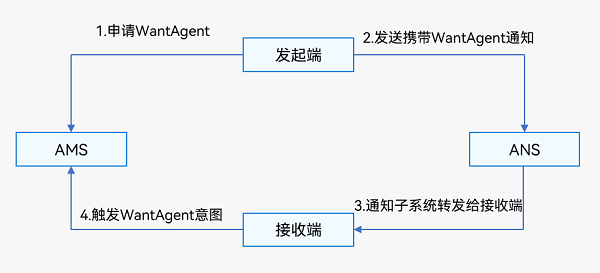 1.申请WantAgent
发起端
2.发送携带WantAgent通知
AMS
ANS
3.通知子系统转发给接收端
4.触发WantAgent意图
接收端